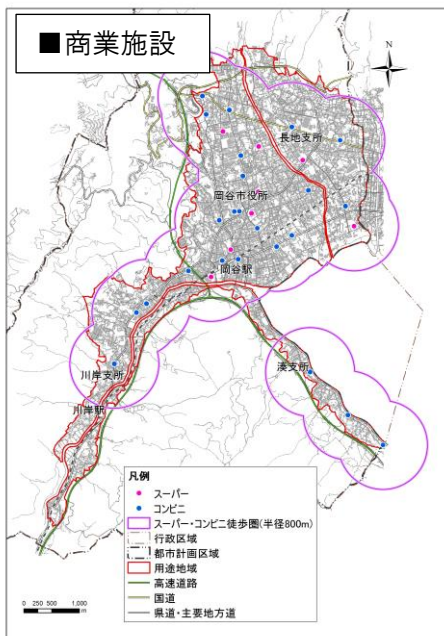 ■商業施設
N
長地支所
岡谷市役所
岡谷駅
川岸支所
川岸駅
湊支所
凡例
スーパー
コンビニ
スーパー・コンビニ徒歩圏(半径800m)
行政区域
都市計画区域
用途地域
高速道路
国道
県道・主要地方道
0 250 500 1,000
m